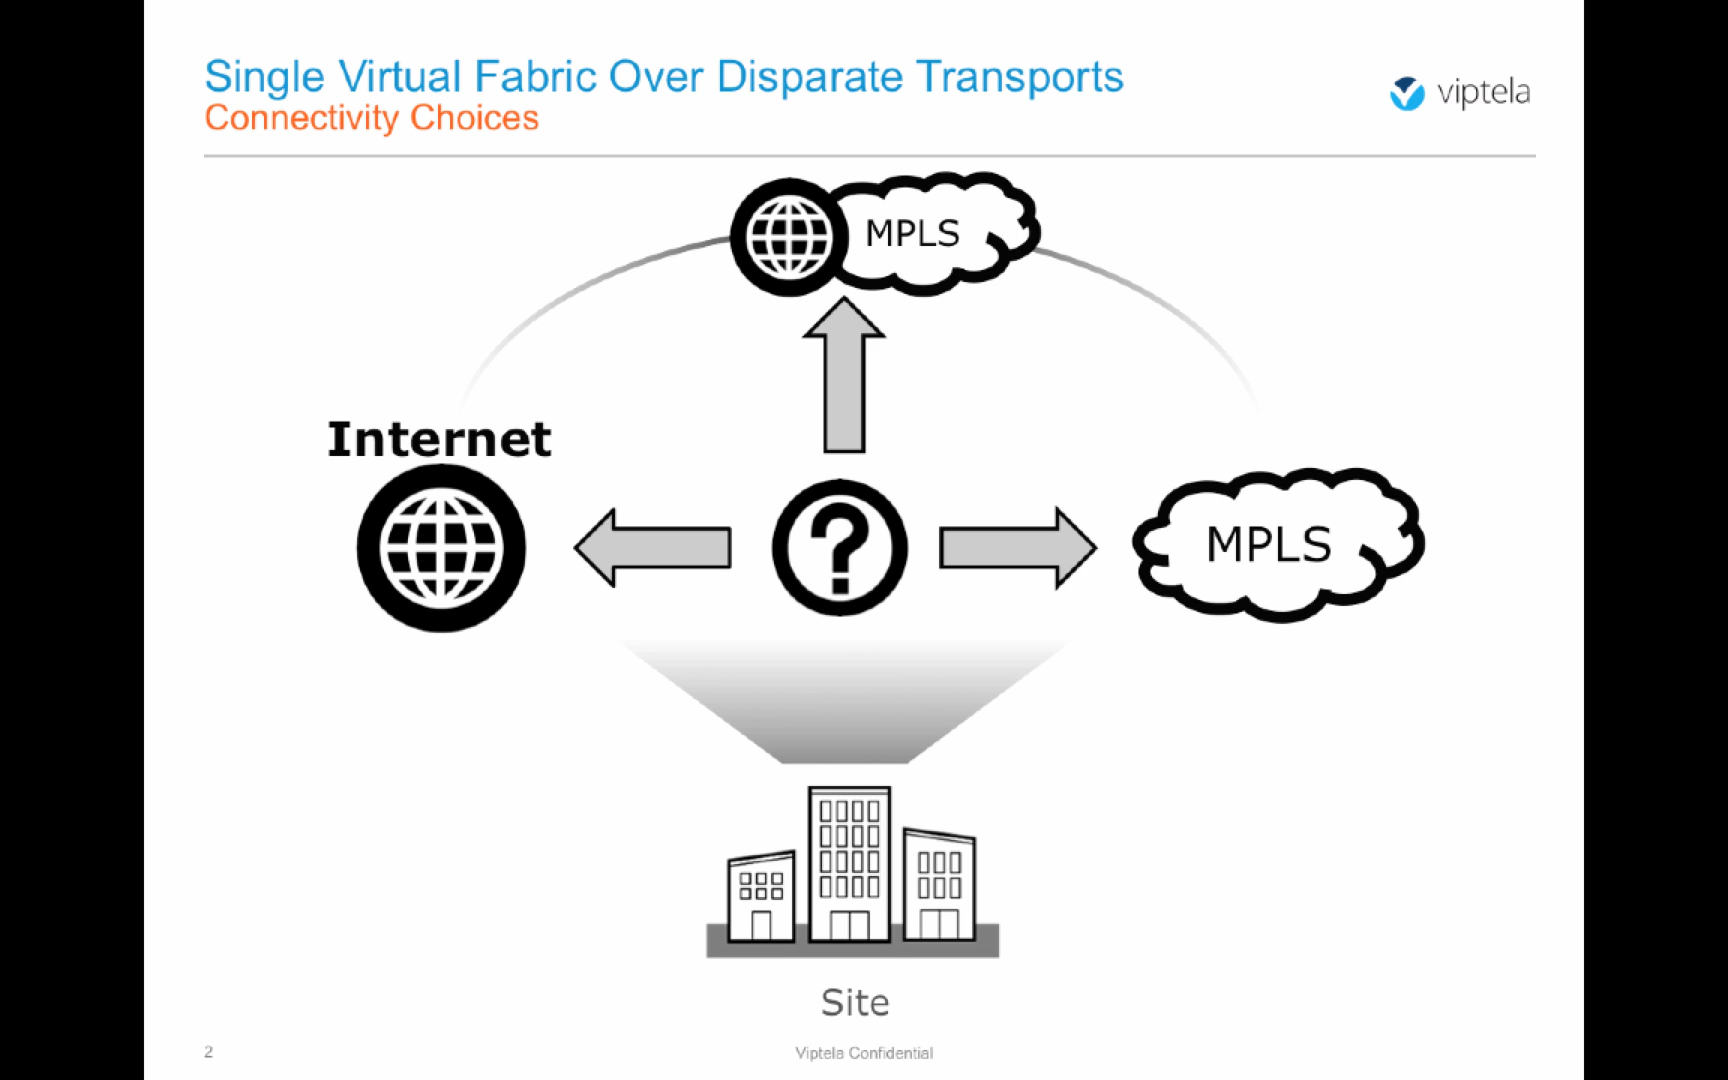 Single Virtual Fabric Over Disparate Transports
Connectivity Choices
viptela
MPLS
Internet
?
MPLS
Site
2
Viptela Confidential